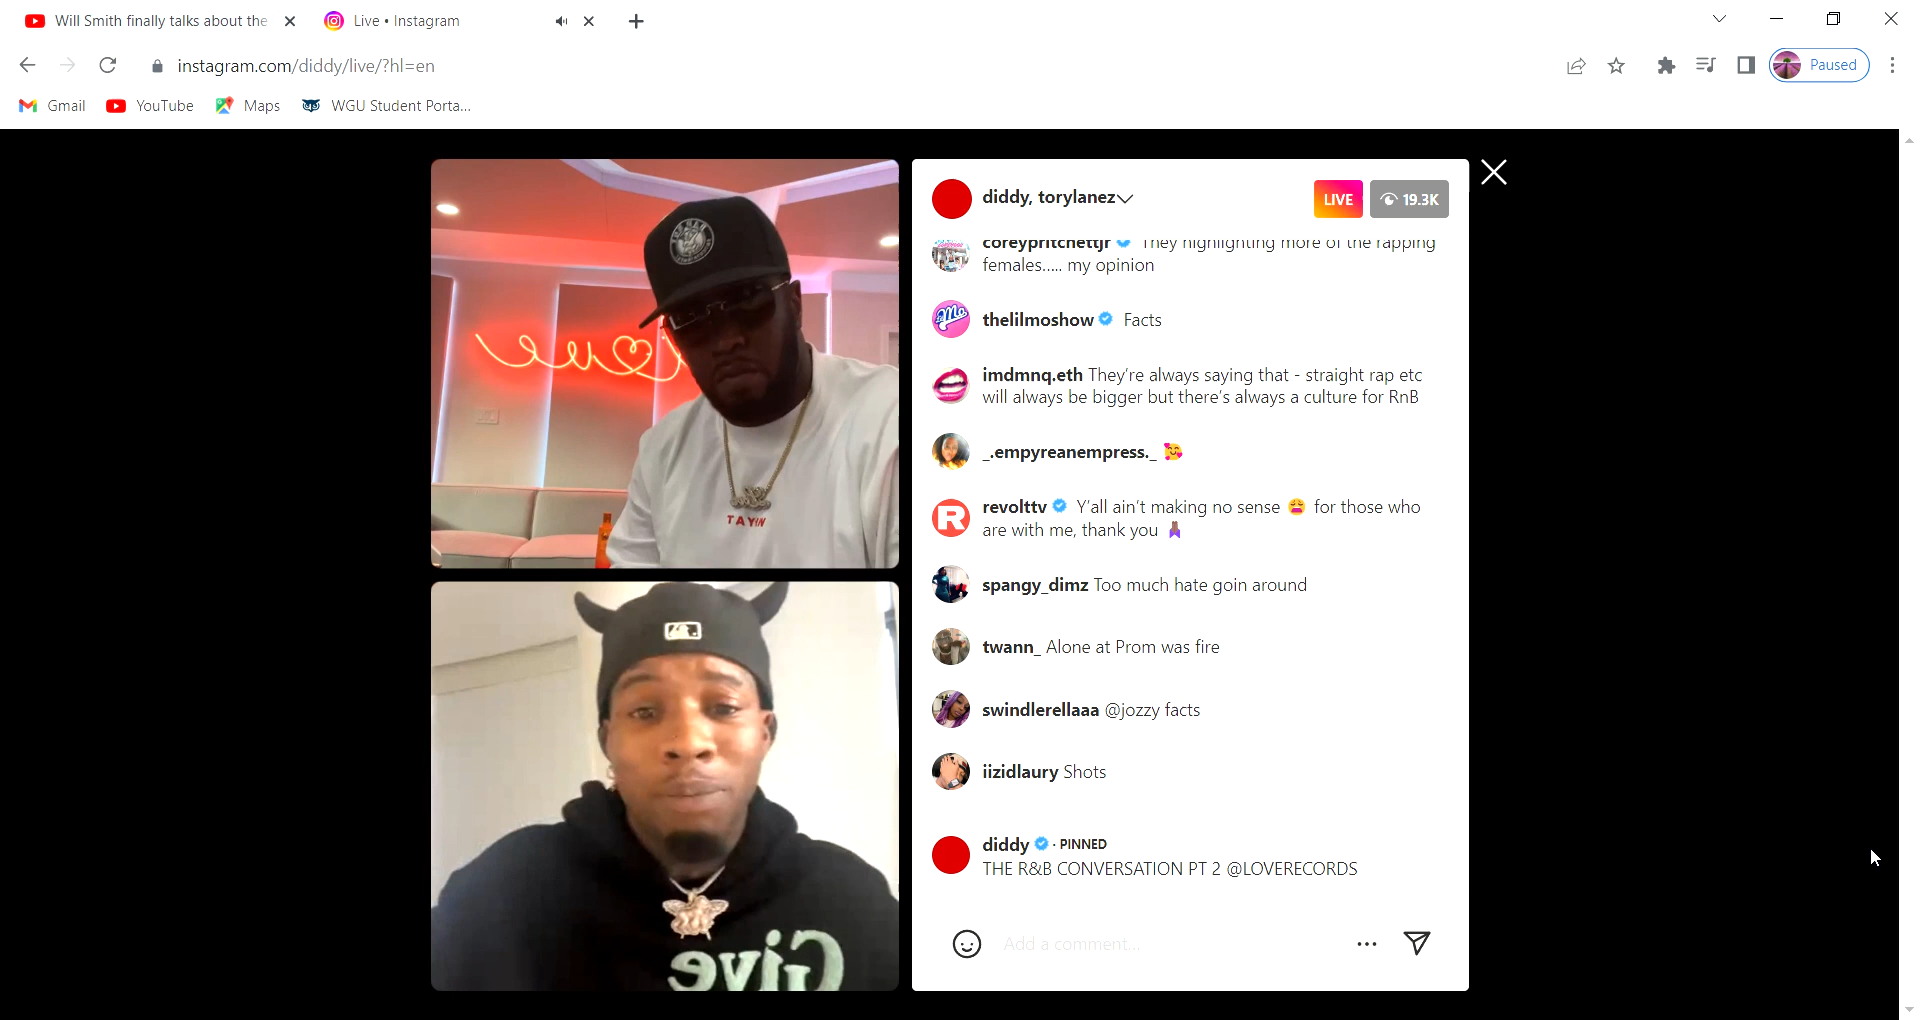 Will Smith finally talks about the
Live • Instagram
instagram.com/diddy/live/?hl=en
Paused
Gmail
YouTube
Maps
WGU Student Porta...
love
TAYIN
Give
diddy, torylanez
LIVE
19.3K
coreypritchettjr They highlighting more of the rapping
females..... my opinion
thelilmoshow Facts
imdmnq.eth They're always saying that - straight rap etc
will always be bigger but there's always a culture for RnB
_.empyreanempress._ 🥰
revolttv Y'all ain't making no sense 😩 for those who
are with me, thank you
spangy_dimz Too much hate goin around
twann_ Alone at Prom was fire
swindlerellaaa @jozzy facts
iizidlaury Shots
diddy · PINNED
THE R&B CONVERSATION PT 2 @LOVERECORDS
Add a comment...